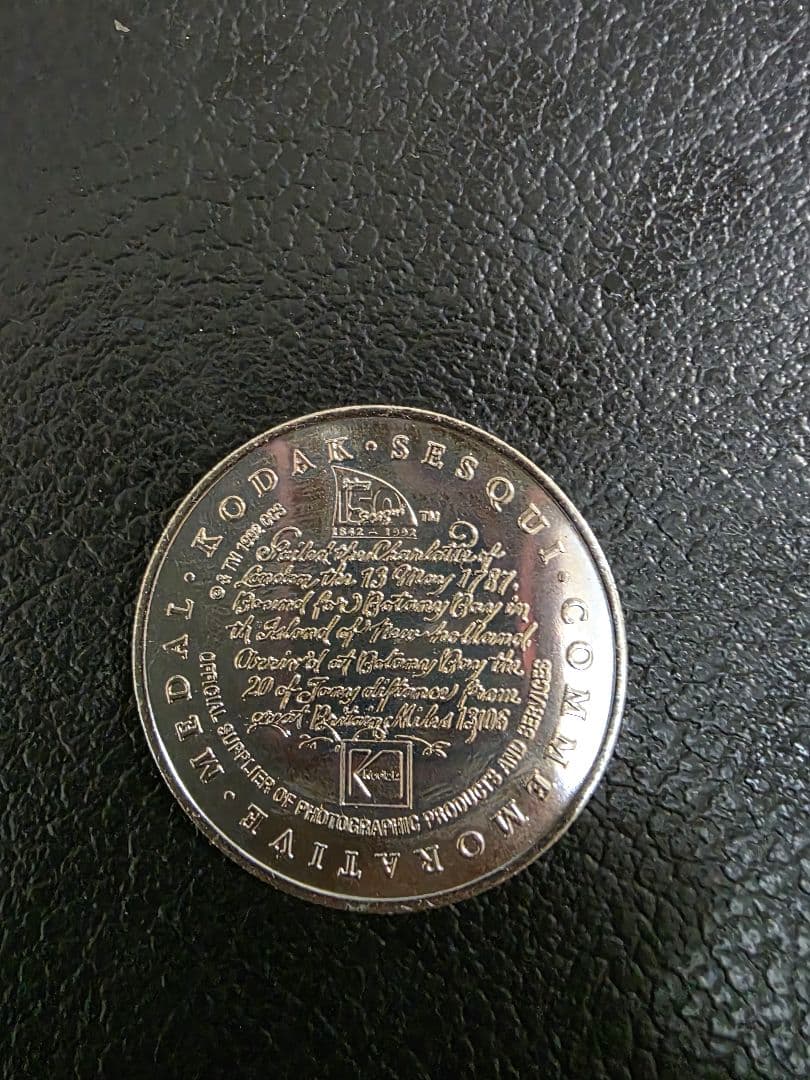 KODAK · SESQUI · COMMEMORATIVE · MEDAL ·
150
1842 - 1992
TM
Sailed the Charlotte of
London the 13 May 1787.
Bound for Botany Bay in
th Island of new holland
Arriv'd at Botany Bay the
20 of Jany distance from
great Britain Miles 13106
Kodak
OFFICIAL SUPPLIER OF PHOTOGRAPHIC PRODUCTS AND SERVICES